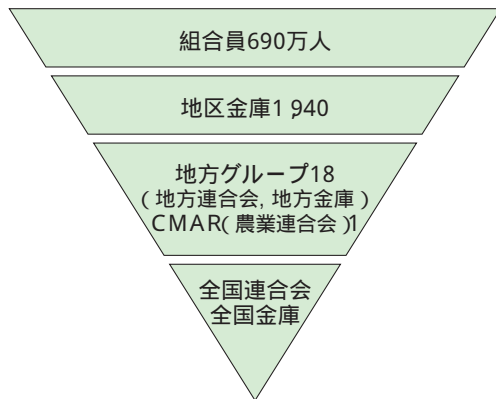 組合員690万人
地区金庫1,940
地方グループ18
(地方連合会,地方金庫)
CMAR(農業連合会)1
全国連合会
全国金庫